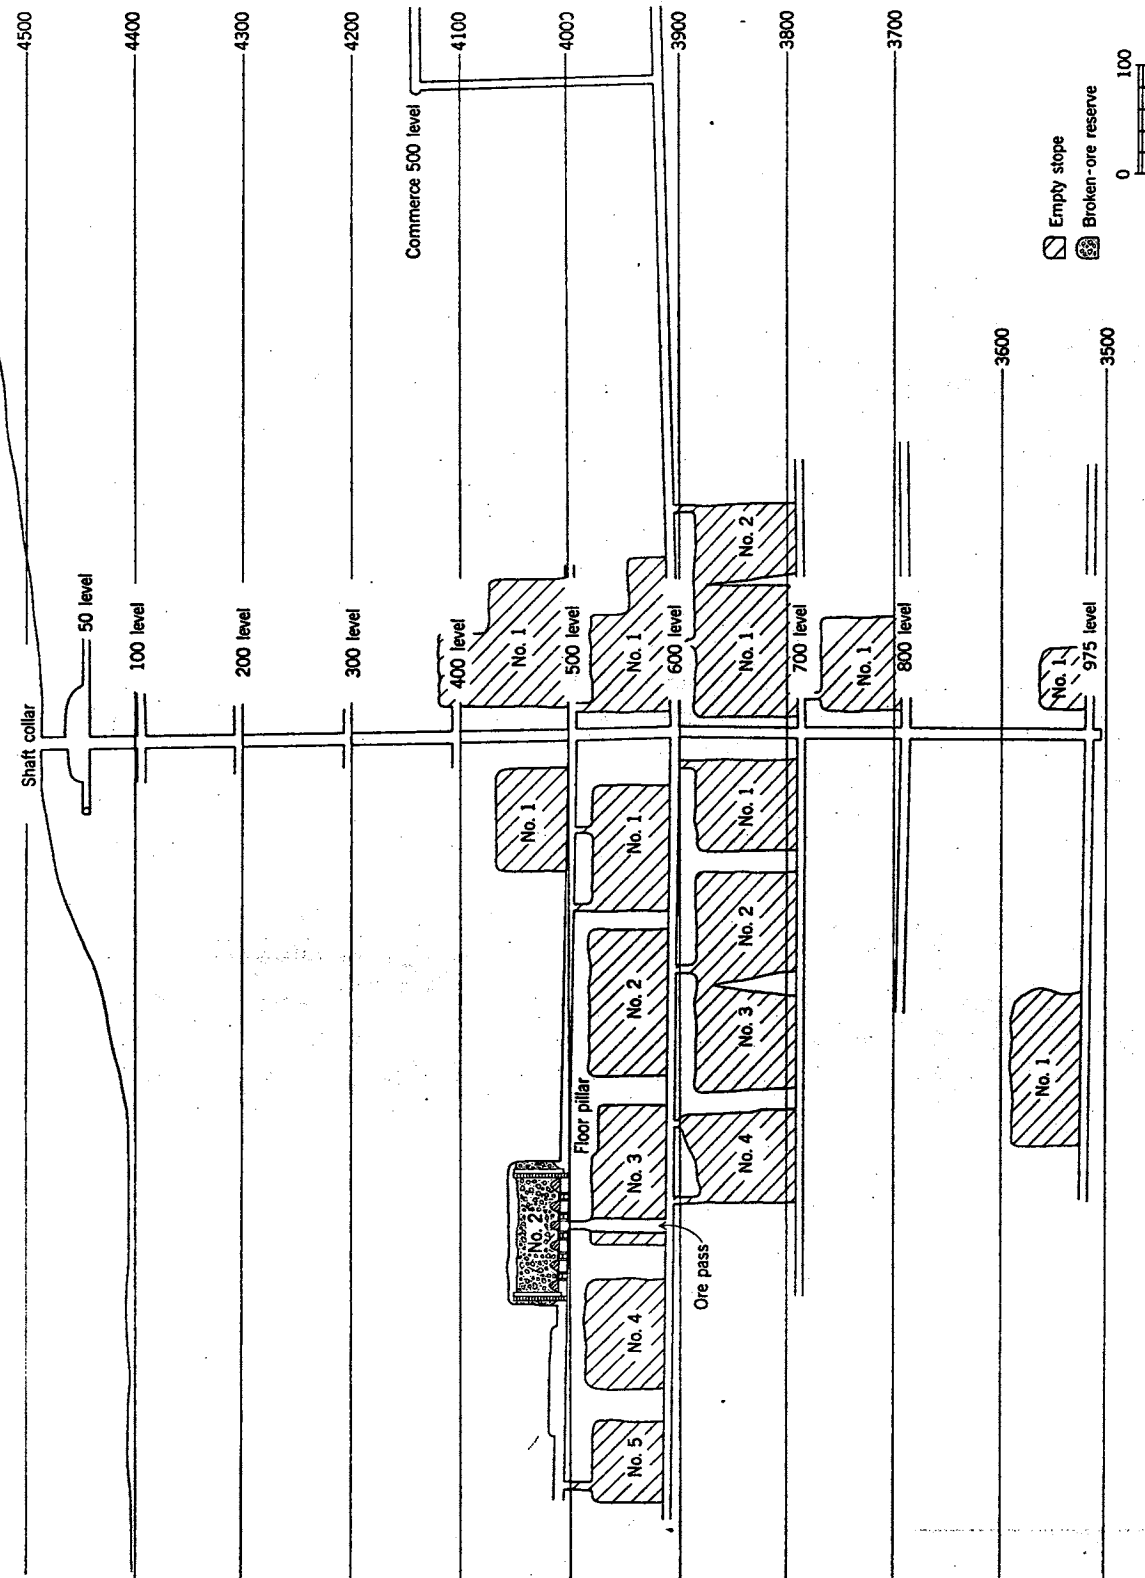 4500
4400
4300
4200
4100
4000
3900
3800
3700
3600
3500
Shaft collar
50 level
100 level
200 level
300 level
400 level
500 level
600 level
700 level
800 level
975 level
Commerce 500 level
No. 1
No. 1
No. 2
No. 1
No. 1
No. 2
No. 3
No. 4
No. 5
Floor pillar
Ore pass
No. 1
No. 2
No. 1
No. 2
No. 3
No. 4
No. 1
No. 1
No. 1
Empty stope
Broken-ore reserve
0 100